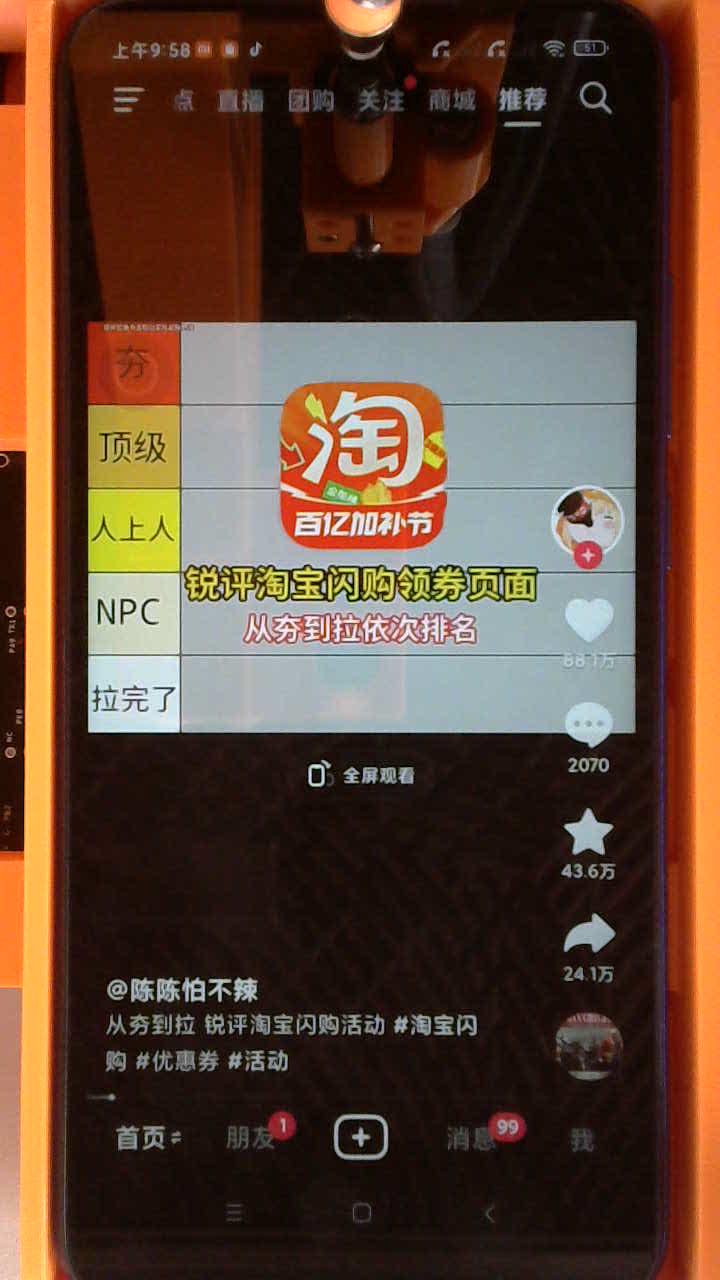 上午9:58
51
点 直播 团购 关注 商城 推荐
夯
顶级
人上人
NPC
拉完了
淘
百亿加补节
锐评淘宝闪购领券页面
从夯到拉依次排名
88.1万
2070
全屏观看
43.6万
24.1万
@陈陈怕不辣
从夯到拉 锐评淘宝闪购活动 #淘宝闪
购 #优惠券 #活动
首页 朋友 1 消息 99 我